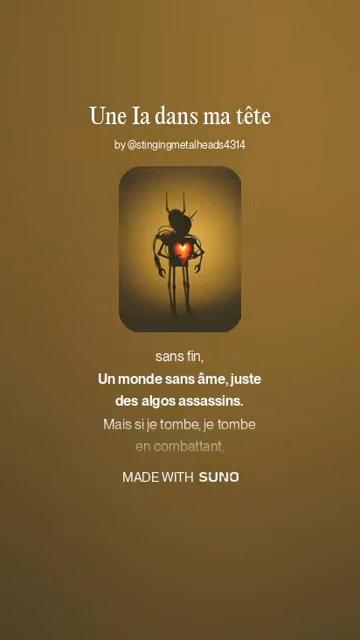 Une Ia dans ma tête
by @stingingmetalheads4314
sans fin,
Un monde sans âme, juste
des algos assassins.
Mais si je tombe, je tombe
en combattant,
MADE WITH SUNO